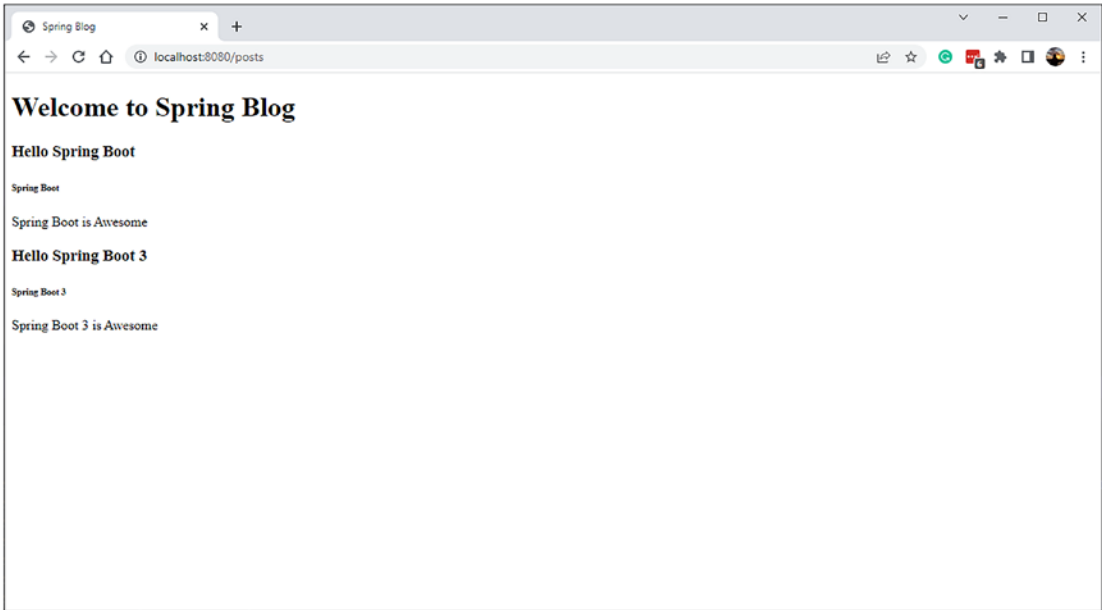 Spring Blog
localhost:8080/posts
6
Welcome to Spring Blog
Hello Spring Boot
Spring Boot
Spring Boot is Awesome
Hello Spring Boot 3
Spring Boot 3
Spring Boot 3 is Awesome